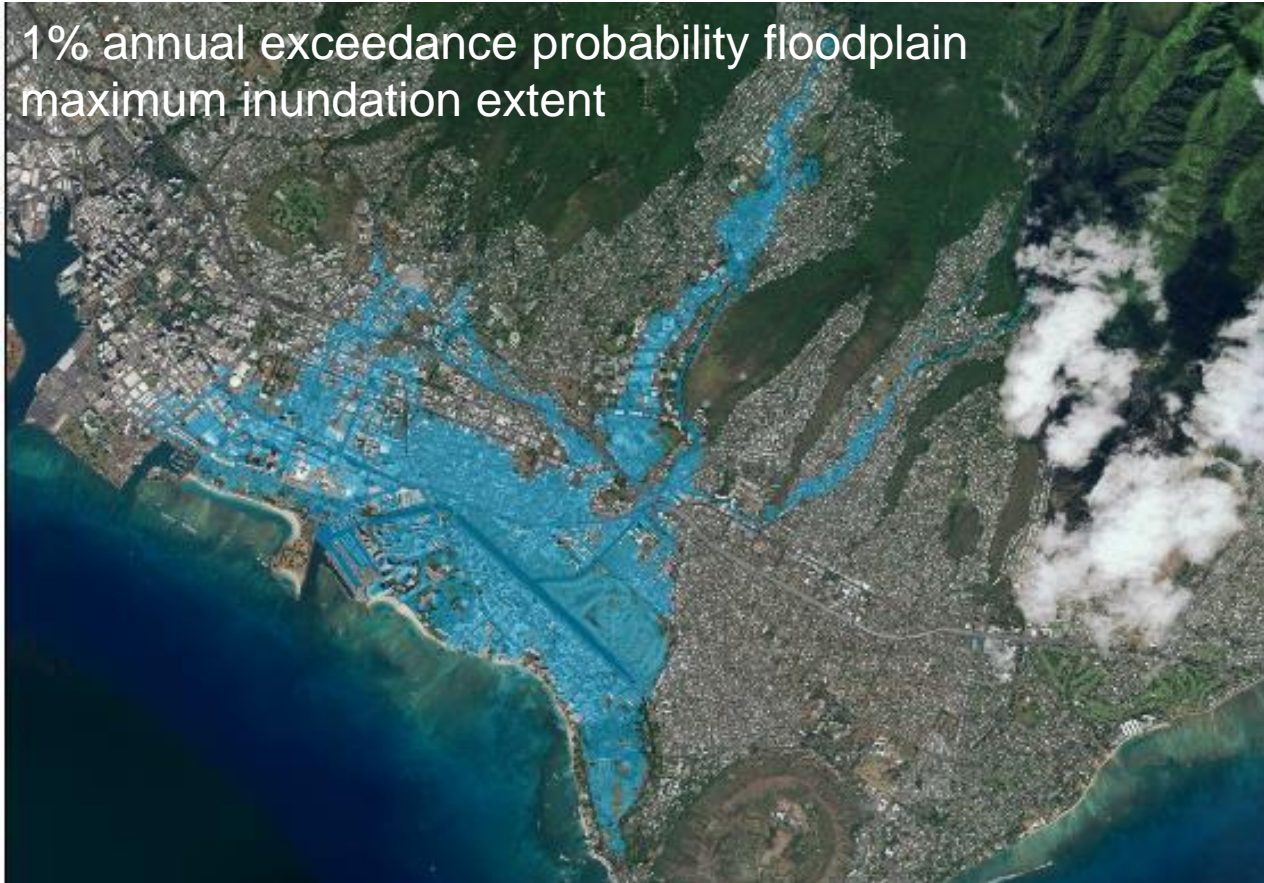 1% annual exceedance probability floodplain
maximum inundation extent